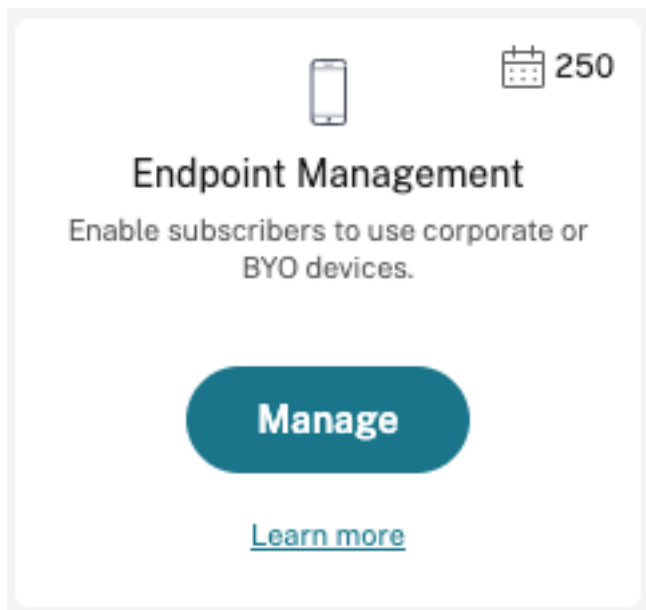 250
Endpoint Management
Enable subscribers to use corporate or
BYO devices.
Manage
Learn more